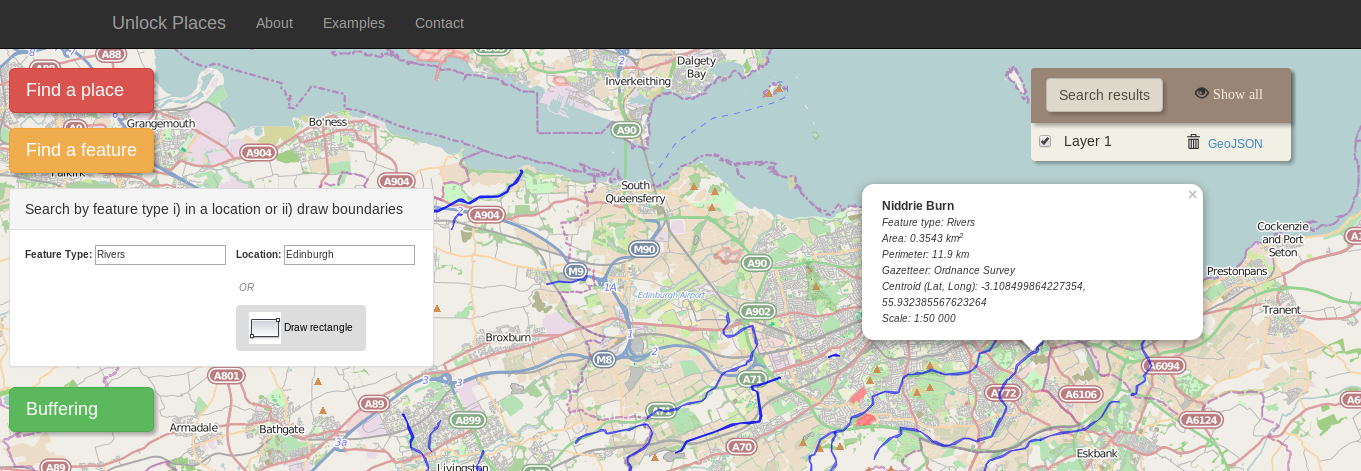 Unlock Places
About
Examples
Contact
Find a place
Find a feature
Search by feature type i) in a location or ii) draw boundaries
Feature Type: Rivers
Location: Edinburgh
OR
Draw rectangle
Buffering
Search results
Show all
Layer 1
GeoJSON
×
Niddrie Burn
Feature type: Rivers
Area: 0.3543 km²
Perimeter: 11.9 km
Gazetteer: Ordnance Survey
Centroid (Lat, Long): -3.108499864227354,
55.932385567623264
Scale: 1:50 000
A88
A88
8
7
2
Dalgety
Bay
Inverkeithing
Grangemouth
Bo'ness
A90
A904
A904
A904
2
South
Queensferry
M90
A90
M9
1A
Edinburgh Airport
A902
Broxburn
1
2
M8
A71
A801
3
3
A89
A899
Armadale
Bathgate
3a
A89
Livingston
A70
A772
A6106
A6094
A6124
Eskbank
Cockenzie
and Port
Seton
Prestonpans
Tranent